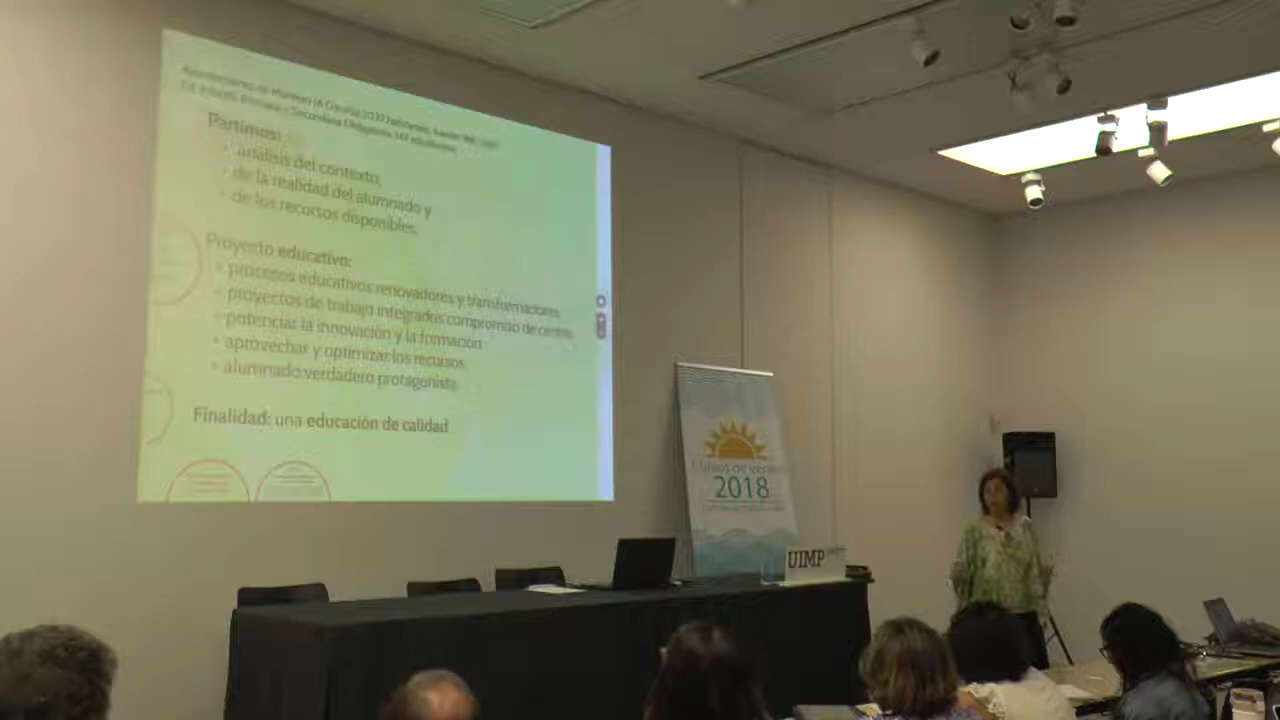 Partimos:
• análisis del contexto,
• de la realidad del alumnado y
• de los recursos disponibles.
Proyecto educativo:
• procesos educativos renovadores y transformadores
• proyectos de trabajo integrados compromiso de centro
• potenciar la innovación y la formación
• aprovechar y optimizar los recursos
• alumnado verdadero protagonista
Finalidad: una educación de calidad
2018
UIMP